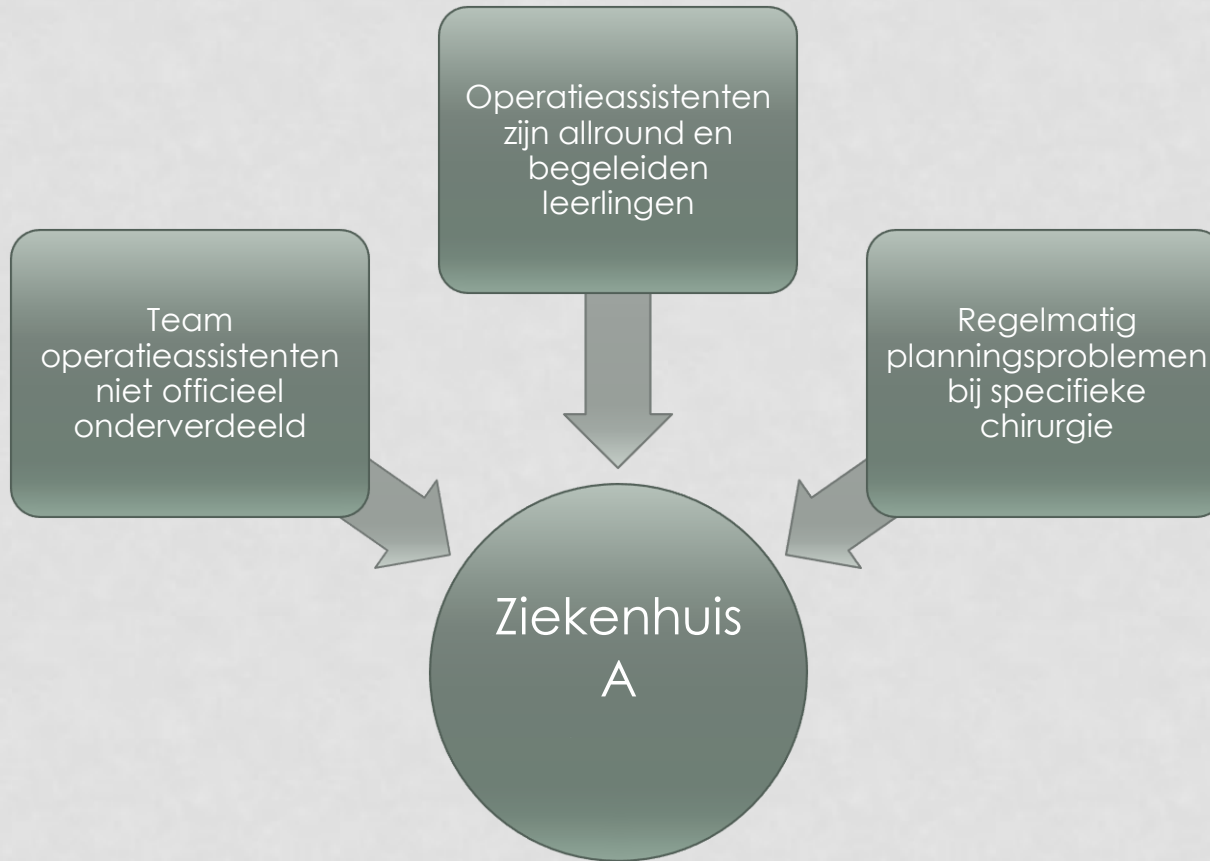 Operatieassistenten
zijn allround en
begeleiden
leerlingen
Team
operatieassistenten
niet officieel
onderverdeeld
Regelmatig
planningsproblemen
bij specifieke
chirurgie
Ziekenhuis
A